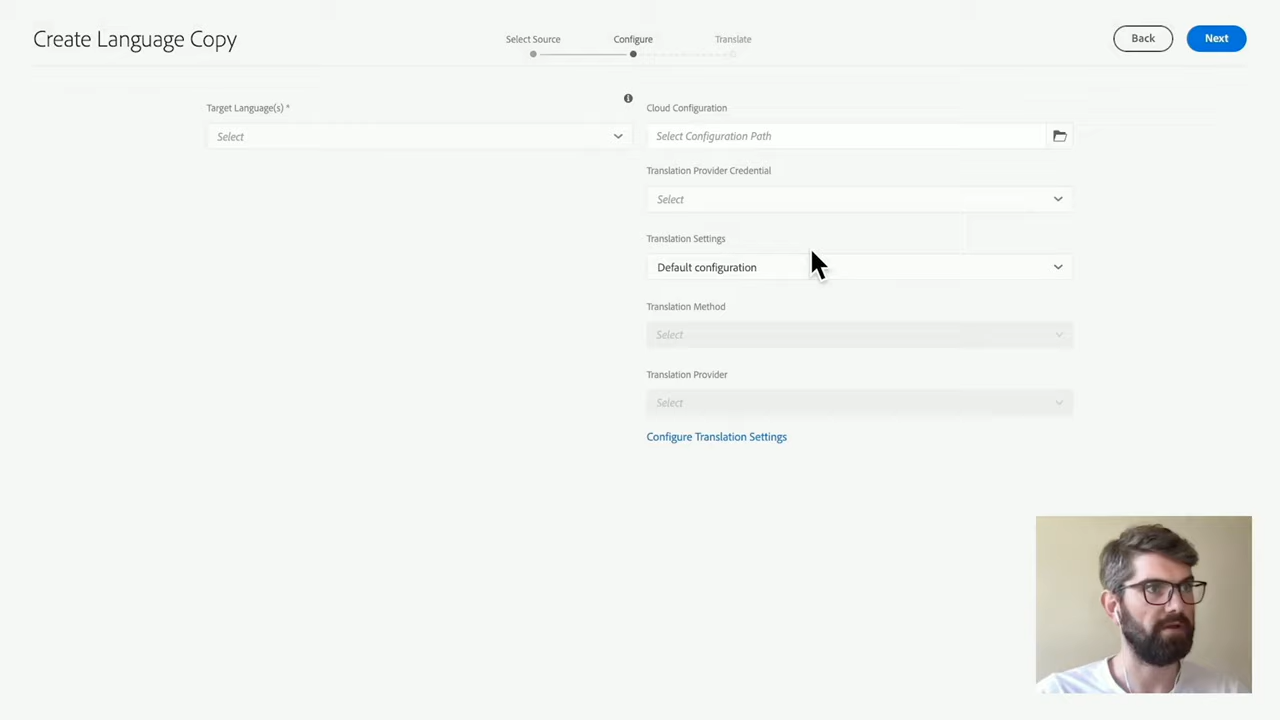 Create Language Copy
Select Source
Configure
Translate
Back
Next
Target Language(s) *
Select
Cloud Configuration
Select Configuration Path
Translation Provider Credential
Select
Translation Settings
Default configuration
Translation Method
Select
Translation Provider
Select
Configure Translation Settings